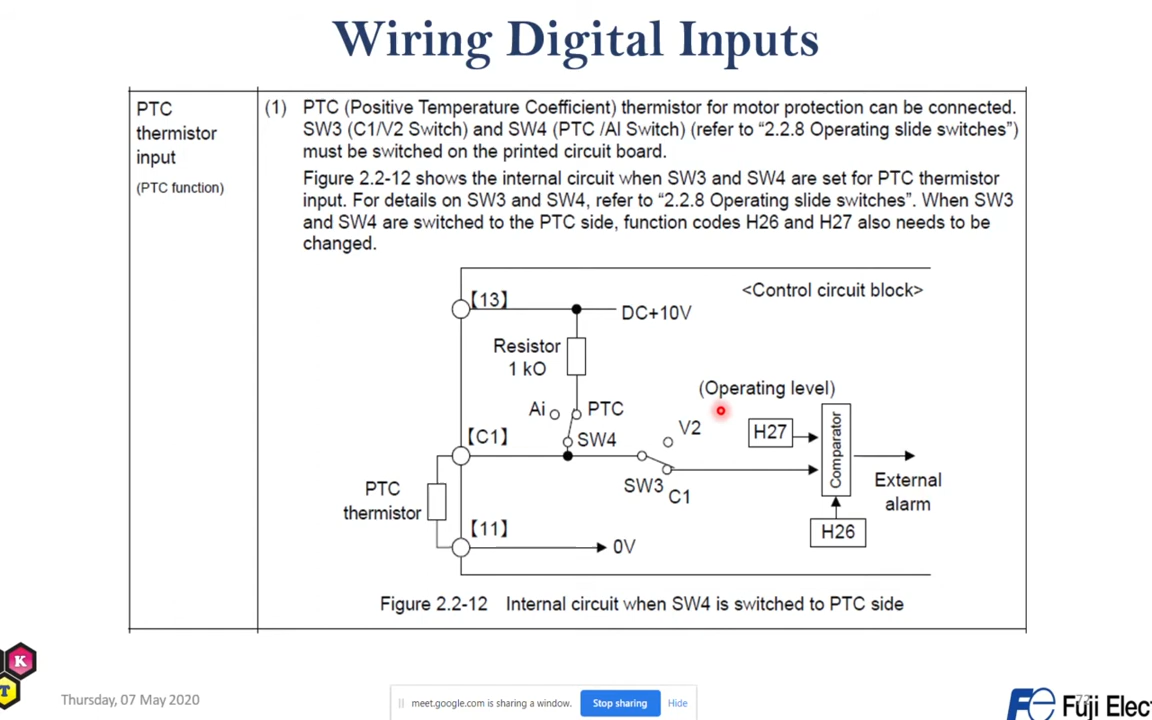 Wiring Digital Inputs
PTC
thermistor
input
(PTC function)
(1) PTC (Positive Temperature Coefficient) thermistor for motor protection can be connected.
SW3 (C1/V2 Switch) and SW4 (PTC /AI Switch) (refer to “2.2.8 Operating slide switches”)
must be switched on the printed circuit board.
Figure 2.2-12 shows the internal circuit when SW3 and SW4 are set for PTC thermistor
input. For details on SW3 and SW4, refer to “2.2.8 Operating slide switches”. When SW3
and SW4 are switched to the PTC side, function codes H26 and H27 also needs to be
changed.
【13】
<Control circuit block>
DC+10V
Resistor
1 kO
(Operating level)
Ai
PTC
【C1】
SW4
V2
H27
Comparator
SW3
C1
External
alarm
PTC
thermistor
【11】
H26
0V
Figure 2.2-12 Internal circuit when SW4 is switched to PTC side
K
T
Thursday, 07 May 2020
meet.google.com is sharing a window.
Stop sharing
Hide
Fe Fuji Elect